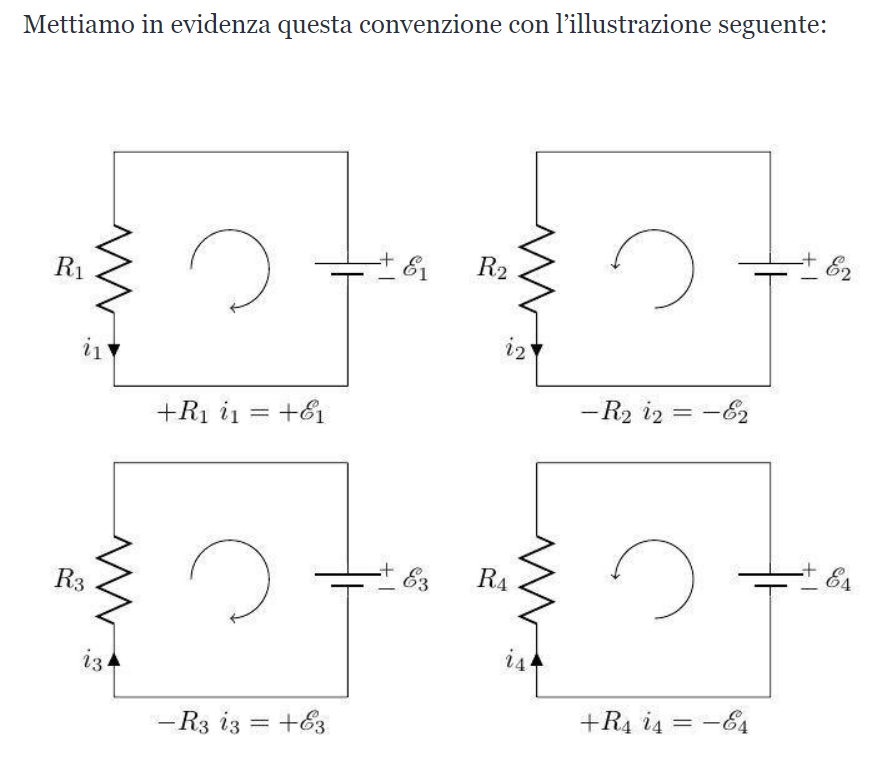 Mettiamo in evidenza questa convenzione con l’illustrazione seguente:
R₁ + − ℰ₁ R₂ + − ℰ₂
i₁ i₂
+R₁ i₁ = +ℰ₁ −R₂ i₂ = −ℰ₂
R₃ + − ℰ₃ R₄ + − ℰ₄
i₃ i₄
−R₃ i₃ = +ℰ₃ +R₄ i₄ = −ℰ₄